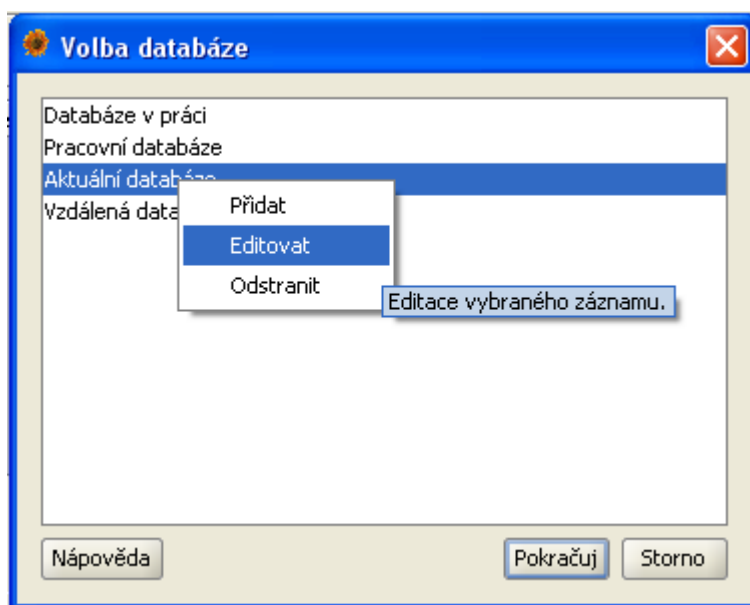 Volba databáze
Databáze v práci
Pracovní databáze
Aktuální databáze
Vzdálená data
Přidat
Editovat
Odstranit
Editace vybraného záznamu.
Nápověda
Pokračuj
Storno